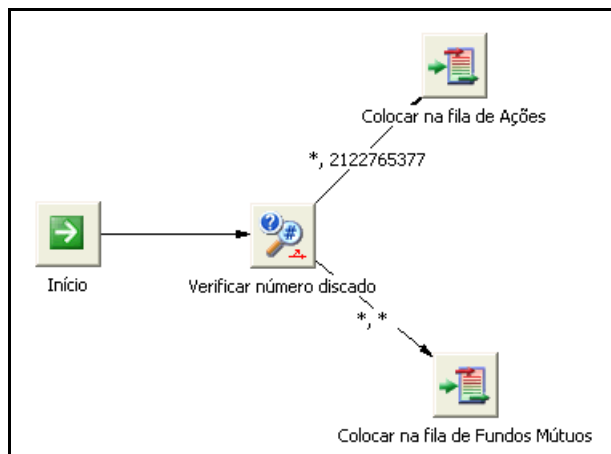 Colocar na fila de Ações
*, 2122765377
?
#
Início
Verificar número discado
*, *
Colocar na fila de Fundos Mútuos